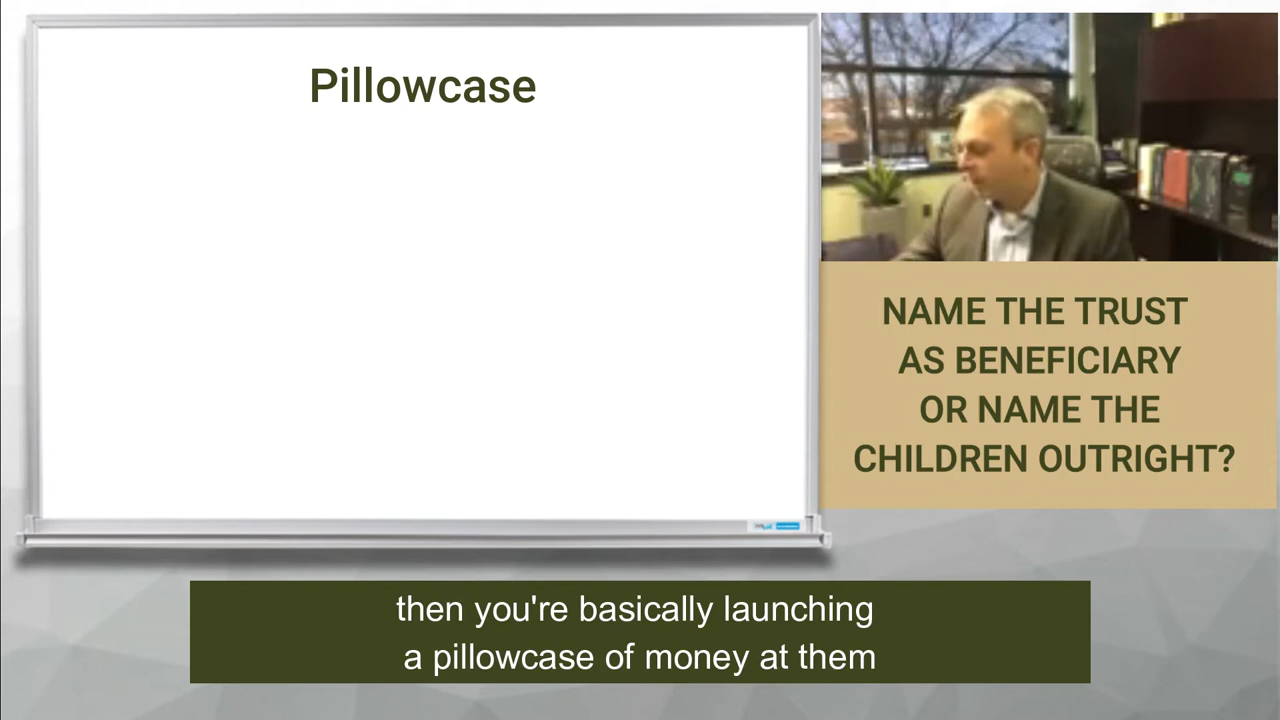 Pillowcase
NAME THE TRUST
AS BENEFICIARY
OR NAME THE
CHILDREN OUTRIGHT?
then you're basically launching
a pillowcase of money at them